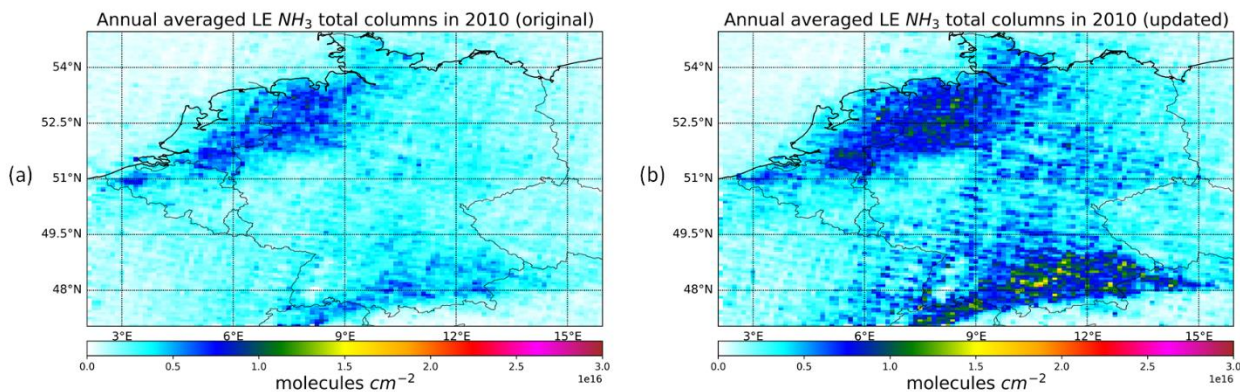 Annual averaged LE NH3 total columns in 2010 (original)
(a)
54°N
52.5°N
51°N
49.5°N
48°N
3°E 6°E 9°E 12°E 15°E
0.0 0.5 1.0 1.5 2.0 2.5 3.0
1e16
molecules cm−2
Annual averaged LE NH3 total columns in 2010 (updated)
(b)
54°N
52.5°N
51°N
49.5°N
48°N
3°E 6°E 9°E 12°E 15°E
0.0 0.5 1.0 1.5 2.0 2.5 3.0
1e16
molecules cm−2